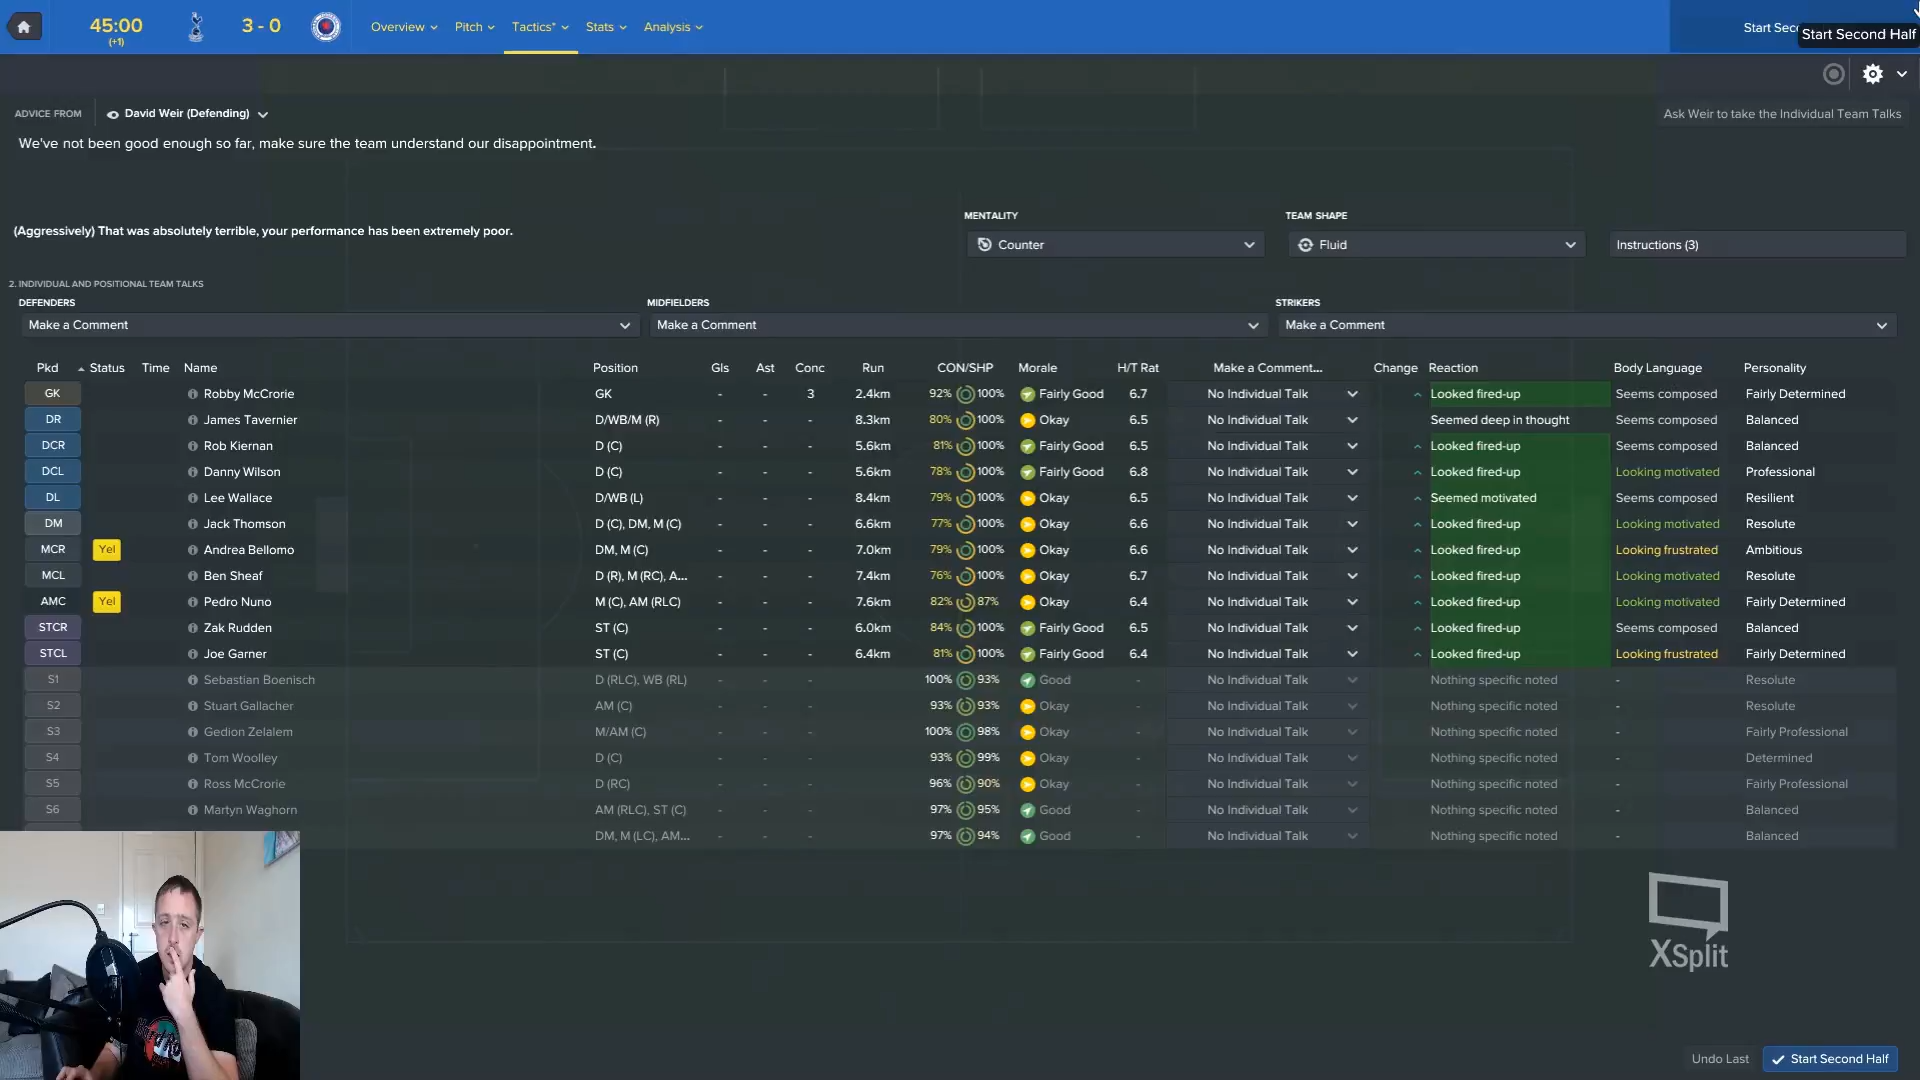 45:00
(+1)
3 - 0
Overview
Pitch
Tactics*
Stats
Analysis
Start Second Half
ADVICE FROM
David Weir (Defending)
Ask Weir to take the Individual Team Talks
We've not been good enough so far, make sure the team understand our disappointment.
MENTALITY
TEAM SHAPE
(Aggressively) That was absolutely terrible, your performance has been extremely poor.
Counter
Fluid
Instructions (3)
2. INDIVIDUAL AND POSITIONAL TEAM TALKS
DEFENDERS
MIDFIELDERS
STRIKERS
Make a Comment
Make a Comment
Make a Comment
Pkd Status Time Name Position Gls Ast Conc Run CON/SHP Morale H/T Rat Make a Comment... Change Reaction Body Language Personality
GK Robby McCrorie GK - - 3 2.4km 92% 100% Fairly Good 6.7 No Individual Talk Looked fired-up Seems composed Fairly Determined
DR James Tavernier D/WB/M (R) - - - 8.3km 80% 100% Okay 6.5 No Individual Talk Seemed deep in thought Seems composed Balanced
DCR Rob Kiernan D (C) - - - 5.6km 81% 100% Fairly Good 6.5 No Individual Talk Looked fired-up Seems composed Balanced
DCL Danny Wilson D (C) - - - 5.6km 78% 100% Fairly Good 6.8 No Individual Talk Looked fired-up Looking motivated Professional
DL Lee Wallace D/WB (L) - - - 8.4km 79% 100% Okay 6.5 No Individual Talk Seemed motivated Seems composed Resilient
DM Jack Thomson D (C), DM, M (C) - - - 6.6km 77% 100% Okay 6.6 No Individual Talk Looked fired-up Looking motivated Resolute
MCR Yel Andrea Bellomo DM, M (C) - - - 7.0km 79% 100% Okay 6.6 No Individual Talk Looked fired-up Looking frustrated Ambitious
MCL Ben Sheaf D (R), M (RC), A... - - - 7.4km 76% 100% Okay 6.7 No Individual Talk Looked fired-up Looking motivated Resolute
AMC Yel Pedro Nuno M (C), AM (RLC) - - - 7.6km 82% 87% Okay 6.4 No Individual Talk Looked fired-up Looking motivated Fairly Determined
STCR Zak Rudden ST (C) - - - 6.0km 84% 100% Fairly Good 6.5 No Individual Talk Looked fired-up Seems composed Balanced
STCL Joe Garner ST (C) - - - 6.4km 81% 100% Fairly Good 6.4 No Individual Talk Looked fired-up Looking frustrated Fairly Determined
S1 Sebastian Boenisch D (RLC), WB (RL) - - - 100% 93% Good - No Individual Talk Nothing specific noted - Resolute
S2 Stuart Gallacher AM (C) - - - 93% 93% Okay - No Individual Talk Nothing specific noted - Resolute
S3 Gedion Zelalem M/AM (C) - - - 100% 98% Okay - No Individual Talk Nothing specific noted - Fairly Professional
S4 Tom Woolley D (C) - - - 93% 99% Okay - No Individual Talk Nothing specific noted - Determined
S5 Ross McCrorie D (RC) - - - 96% 90% Okay - No Individual Talk Nothing specific noted - Fairly Professional
S6 Martyn Waghorn AM (RLC), ST (C) - - - 97% 95% Good - No Individual Talk Nothing specific noted - Balanced
DM, M (LC), AM... - - - 97% 94% Good - No Individual Talk Nothing specific noted - Balanced
XSplit
Undo Last
Start Second Half